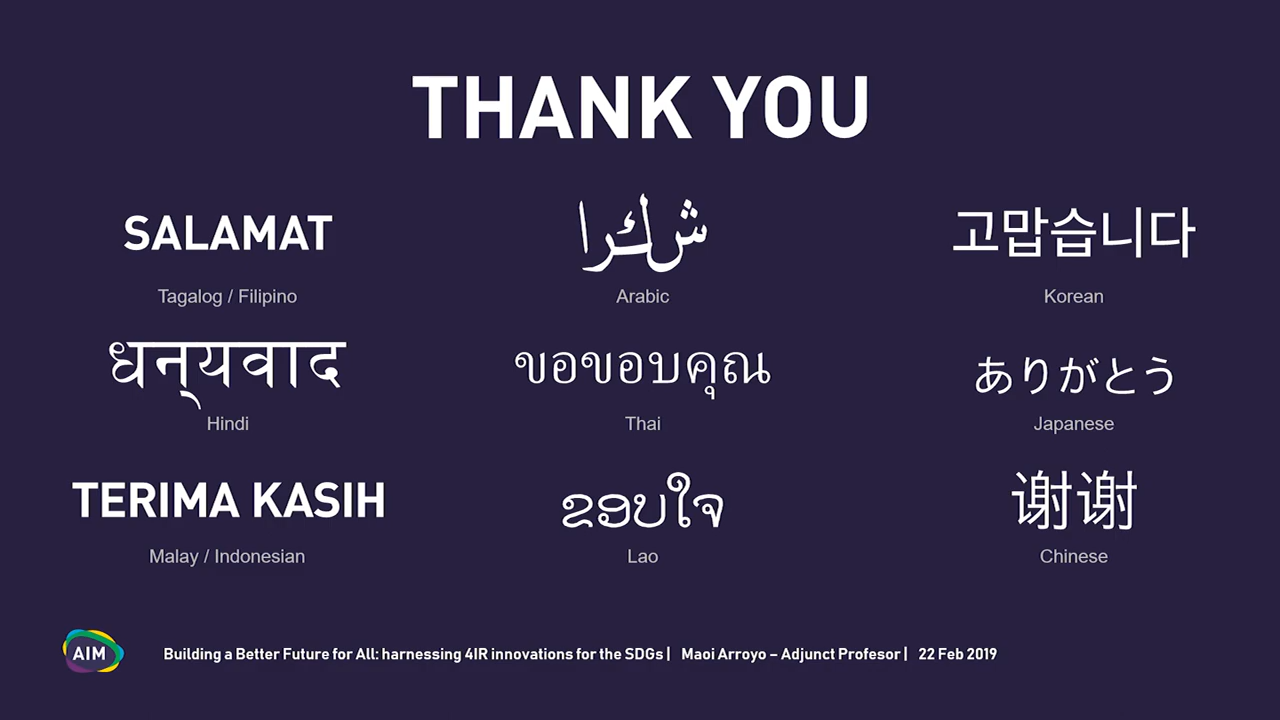 THANK YOU
SALAMAT
Tagalog / Filipino
شكرا
Arabic
고맙습니다
Korean
धन्‌यवाद
Hindi
ขอขอบคุณ
Thai
ありがとう
Japanese
TERIMA KASIH
Malay / Indonesian
ຂອບໃຈ
Lao
谢谢
Chinese
AIM
Building a Better Future for All: harnessing 4IR innovations for the SDGs | Maoi Arroyo – Adjunct Profesor | 22 Feb 2019